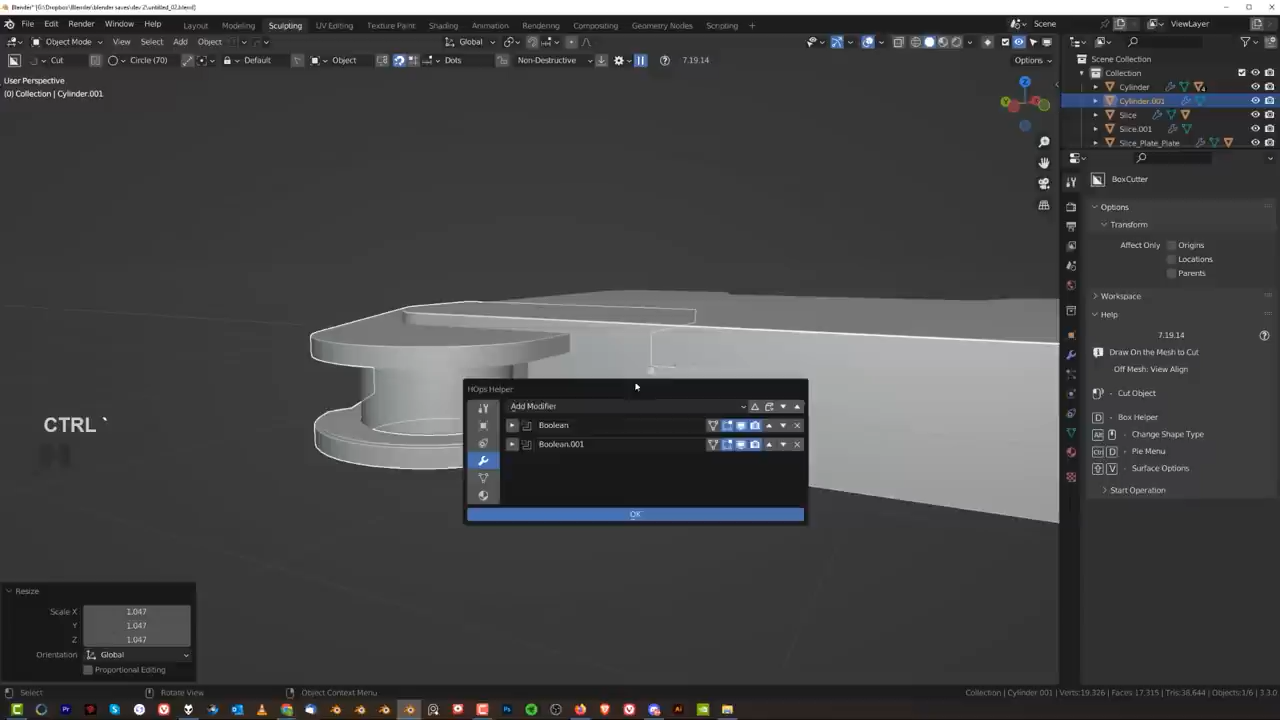 Blender* [G:\Dropbox\Blender\blender saves\dev 2\untitled_02.blend]
File Edit Render Window Help Layout Modeling Sculpting UV Editing Texture Paint Shading Animation Rendering Compositing Geometry Nodes Scripting Scene ViewLayer
Object Mode View Select Add Object Global
Cut Circle (70) Default Object Dots Non-Destructive 7.19.14 Options
User Perspective
(0) Collection | Cylinder.001
Scene Collection
Collection
Cylinder
Cylinder.001
Slice
Slice.001
Slice_Plate_Plate
BoxCutter
Options
Transform
Affect Only Origins
Locations
Parents
Workspace
Help
7.19.14
Draw On the Mesh to Cut
Off Mesh: View Align
Cut Object
D Box Helper
Alt Change Shape Type
Alt D Pie Menu
V Surface Options
Start Operation
Z
Y
CTRL `
HOps Helper
Add Modifier
Boolean
Boolean.001
OK
Resize
Scale X 1.047
Y 1.047
Z 1.047
Orientation Global
Proportional Editing
Select Rotate View Object Context Menu Collection | Cylinder.001 | Verts:19,326 | Faces 17,315 | Tris:38,644 | Objects:1/6 | 3.3.0